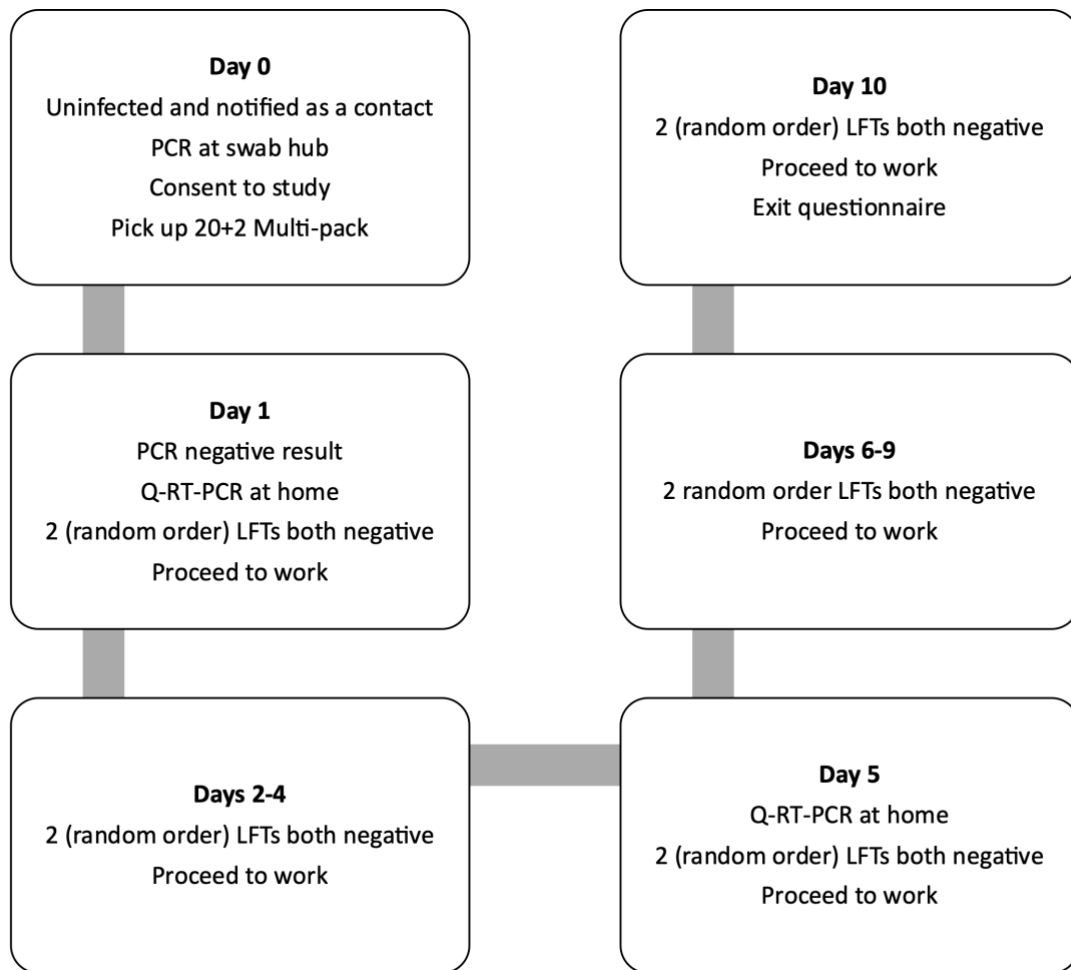 Day 0
Uninfected and notified as a contact
PCR at swab hub
Consent to study
Pick up 20+2 Multi-pack
Day 1
PCR negative result
Q-RT-PCR at home
2 (random order) LFTs both negative
Proceed to work
Days 2-4
2 (random order) LFTs both negative
Proceed to work
Day 5
Q-RT-PCR at home
2 (random order) LFTs both negative
Proceed to work
Days 6-9
2 random order LFTs both negative
Proceed to work
Day 10
2 (random order) LFTs both negative
Proceed to work
Exit questionnaire